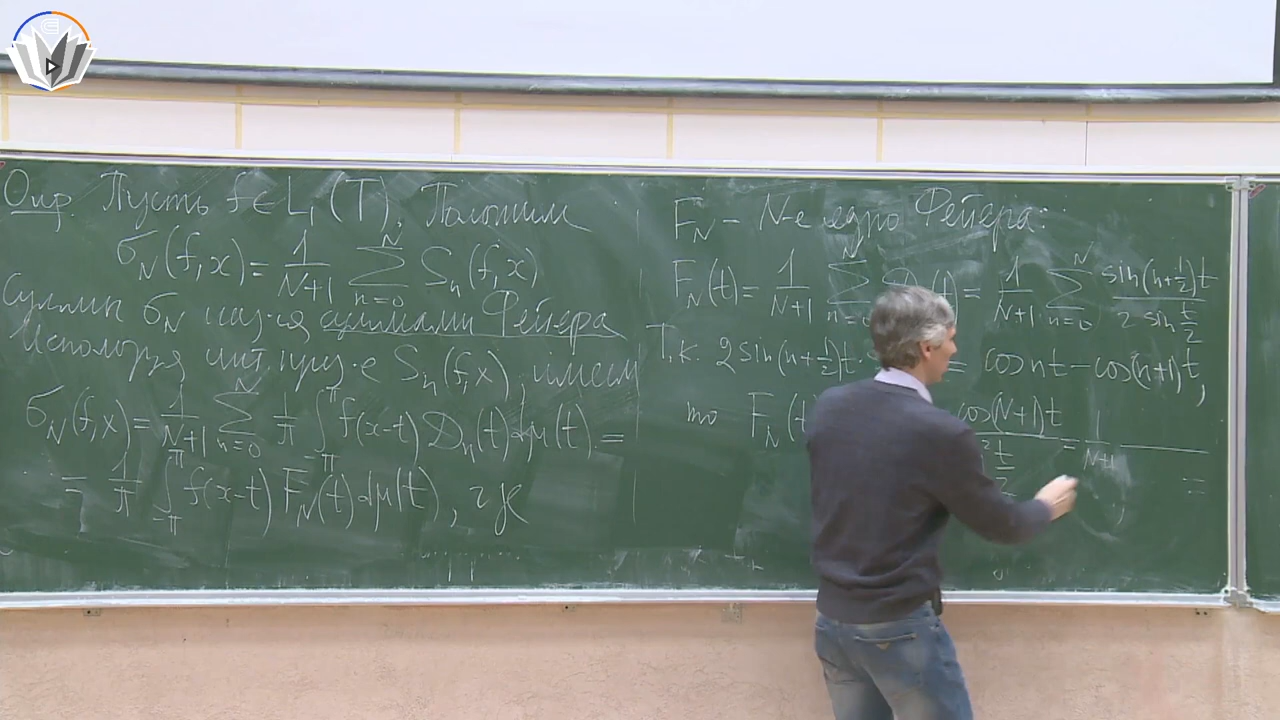 Опр. Пусть f ∈ L₁(T). Положим
σ_N(f,x) = 1/(N+1) ∑_{n=0}^{N} S_n(f,x)
Суммы σ_N наз-ся суммами Фейера
Используя инт. пред-е S_n(f,x), имеем
σ_N(f,x) = 1/(N+1) ∑_{n=0}^{N} 1/π ∫_{-π}^{π} f(x-t) D_n(t) dμ(t) =
= 1/π ∫_{-π}^{π} f(x-t) F_N(t) dμ(t), где
F_N – N-е ядро Фейера:
F_N(t) = 1/(N+1) ∑_{n=0}^{N} D_n(t) = 1/(N+1) ∑_{n=0}^{N} sin(n+1/2)t / 2 sin t/2
Т.к. 2 sin(n+1/2)t = cos nt – cos(n+1)t,
то F_N(t cos(N+1)t = 1/(N+1) =